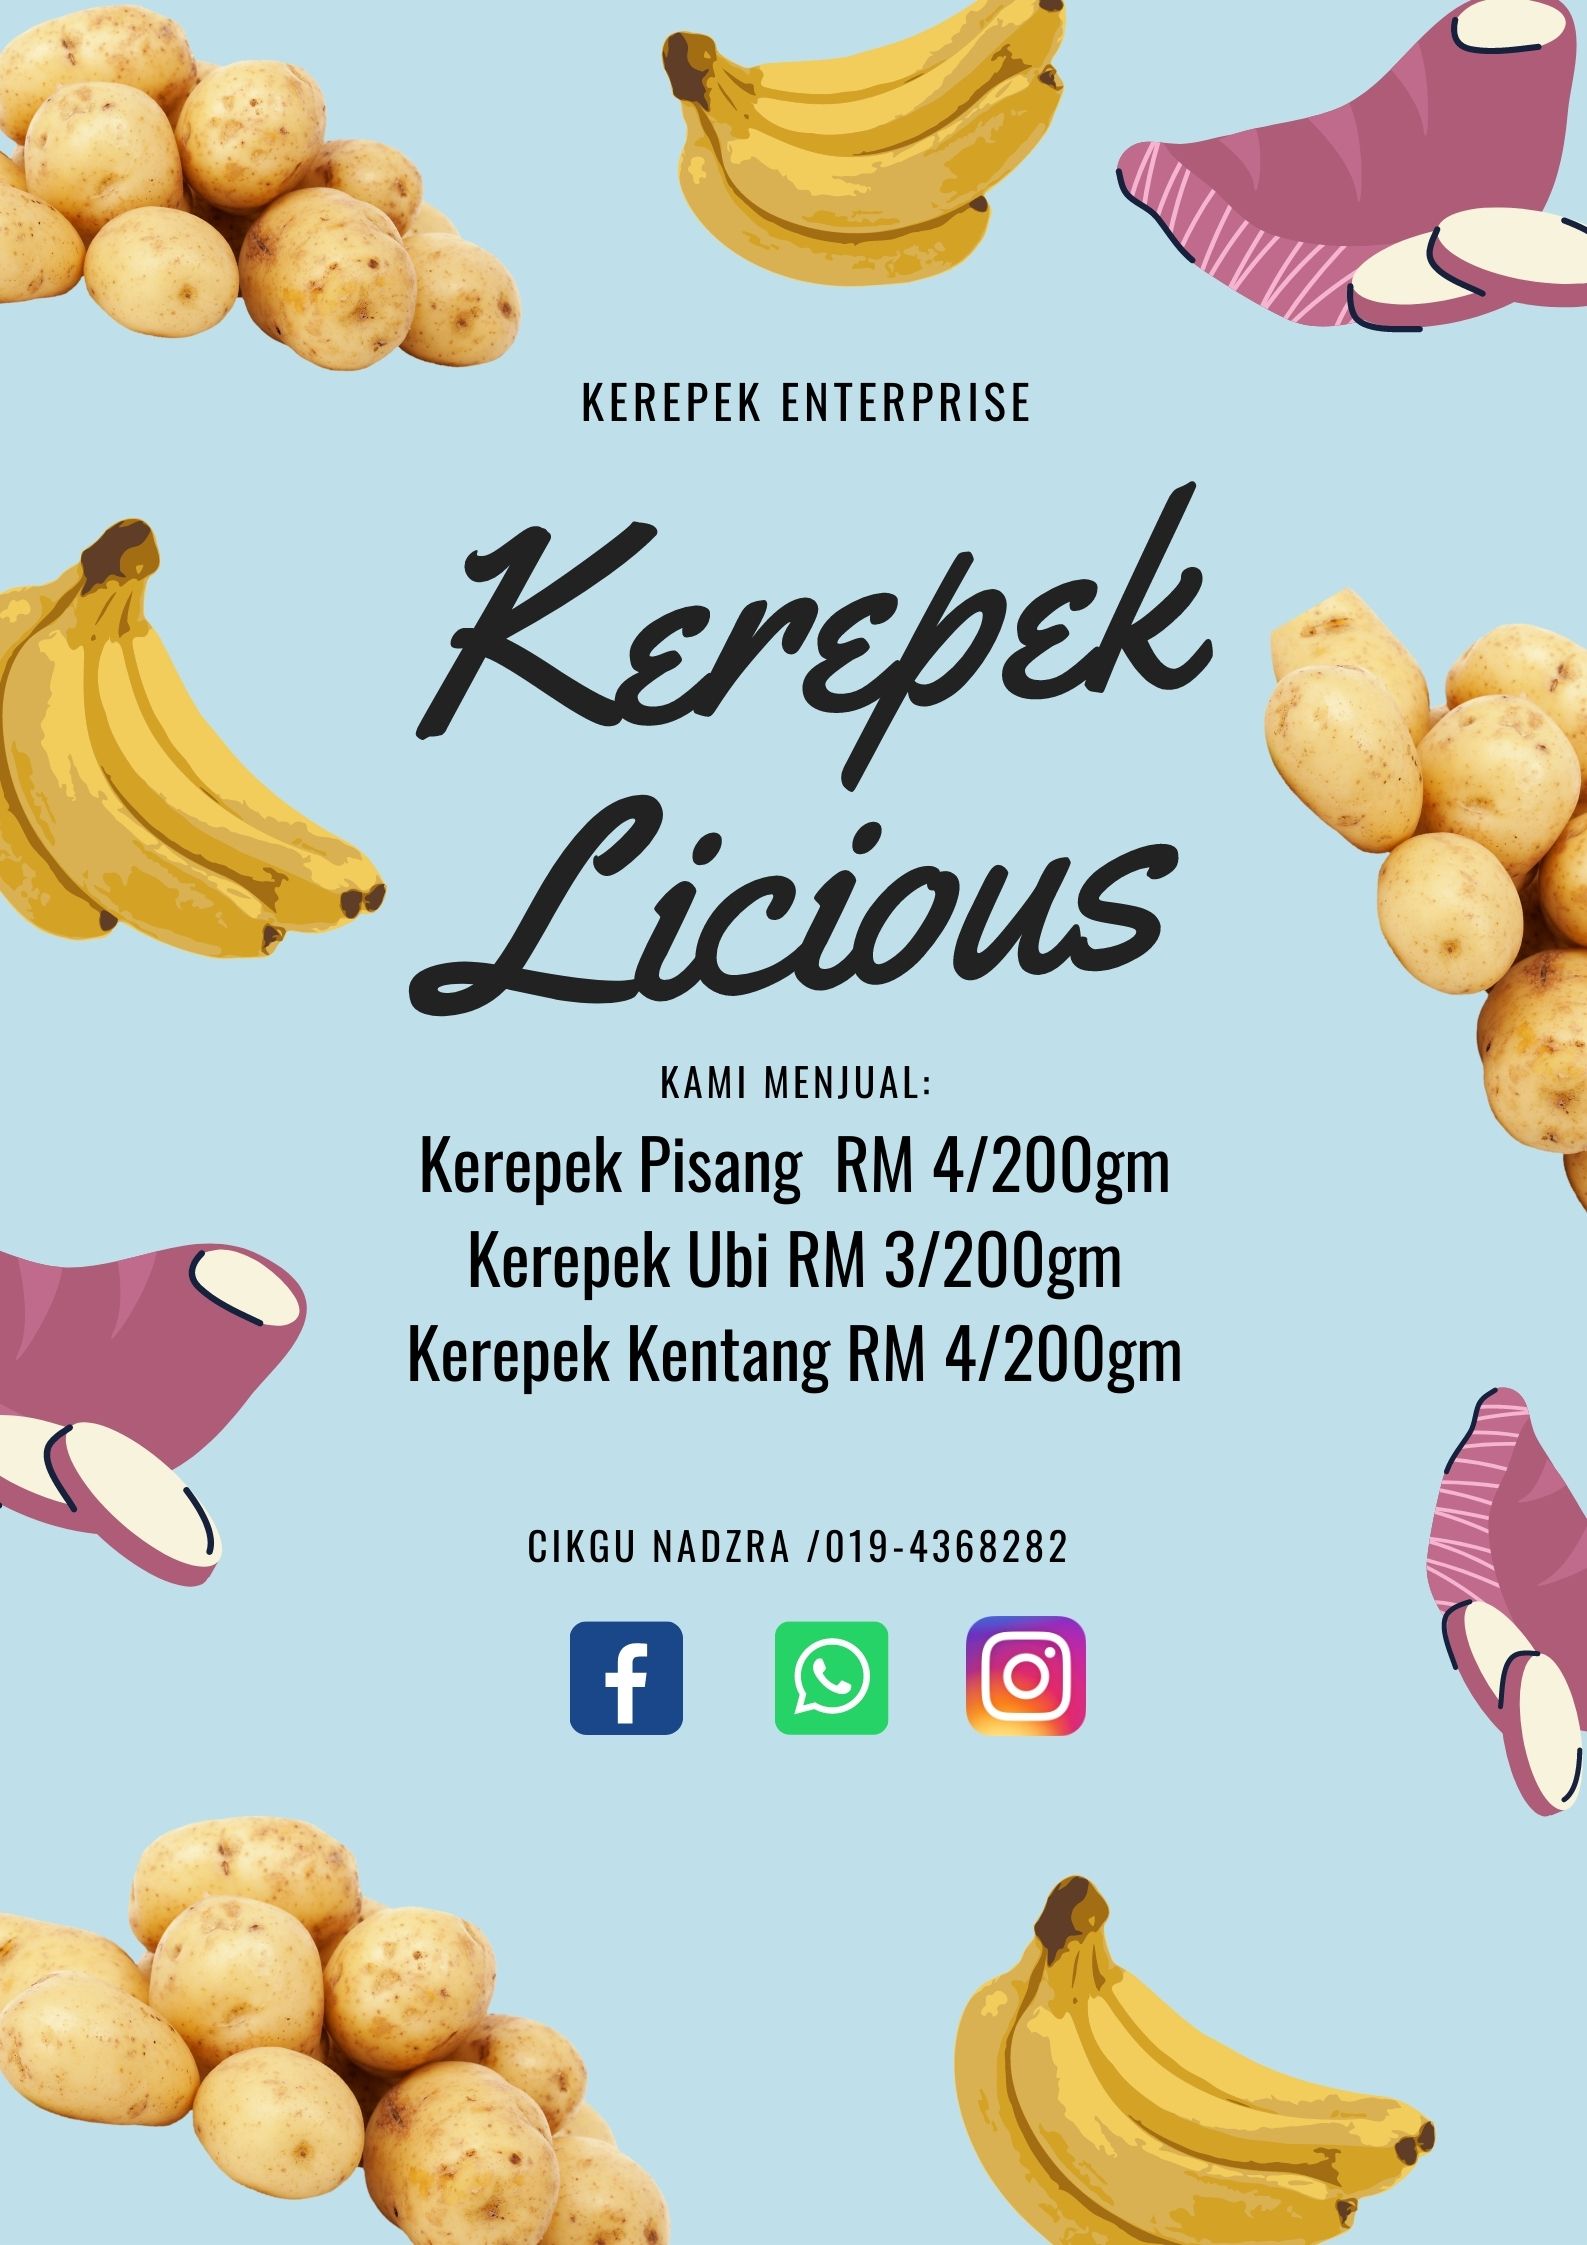 KEREPEK ENTERPRISE
Kerepek
Licious
KAMI MENJUAL:
Kerepek Pisang  RM 4/200gm
Kerepek Ubi RM 3/200gm
Kerepek Kentang RM 4/200gm
CIKGU NADZRA /019-4368282